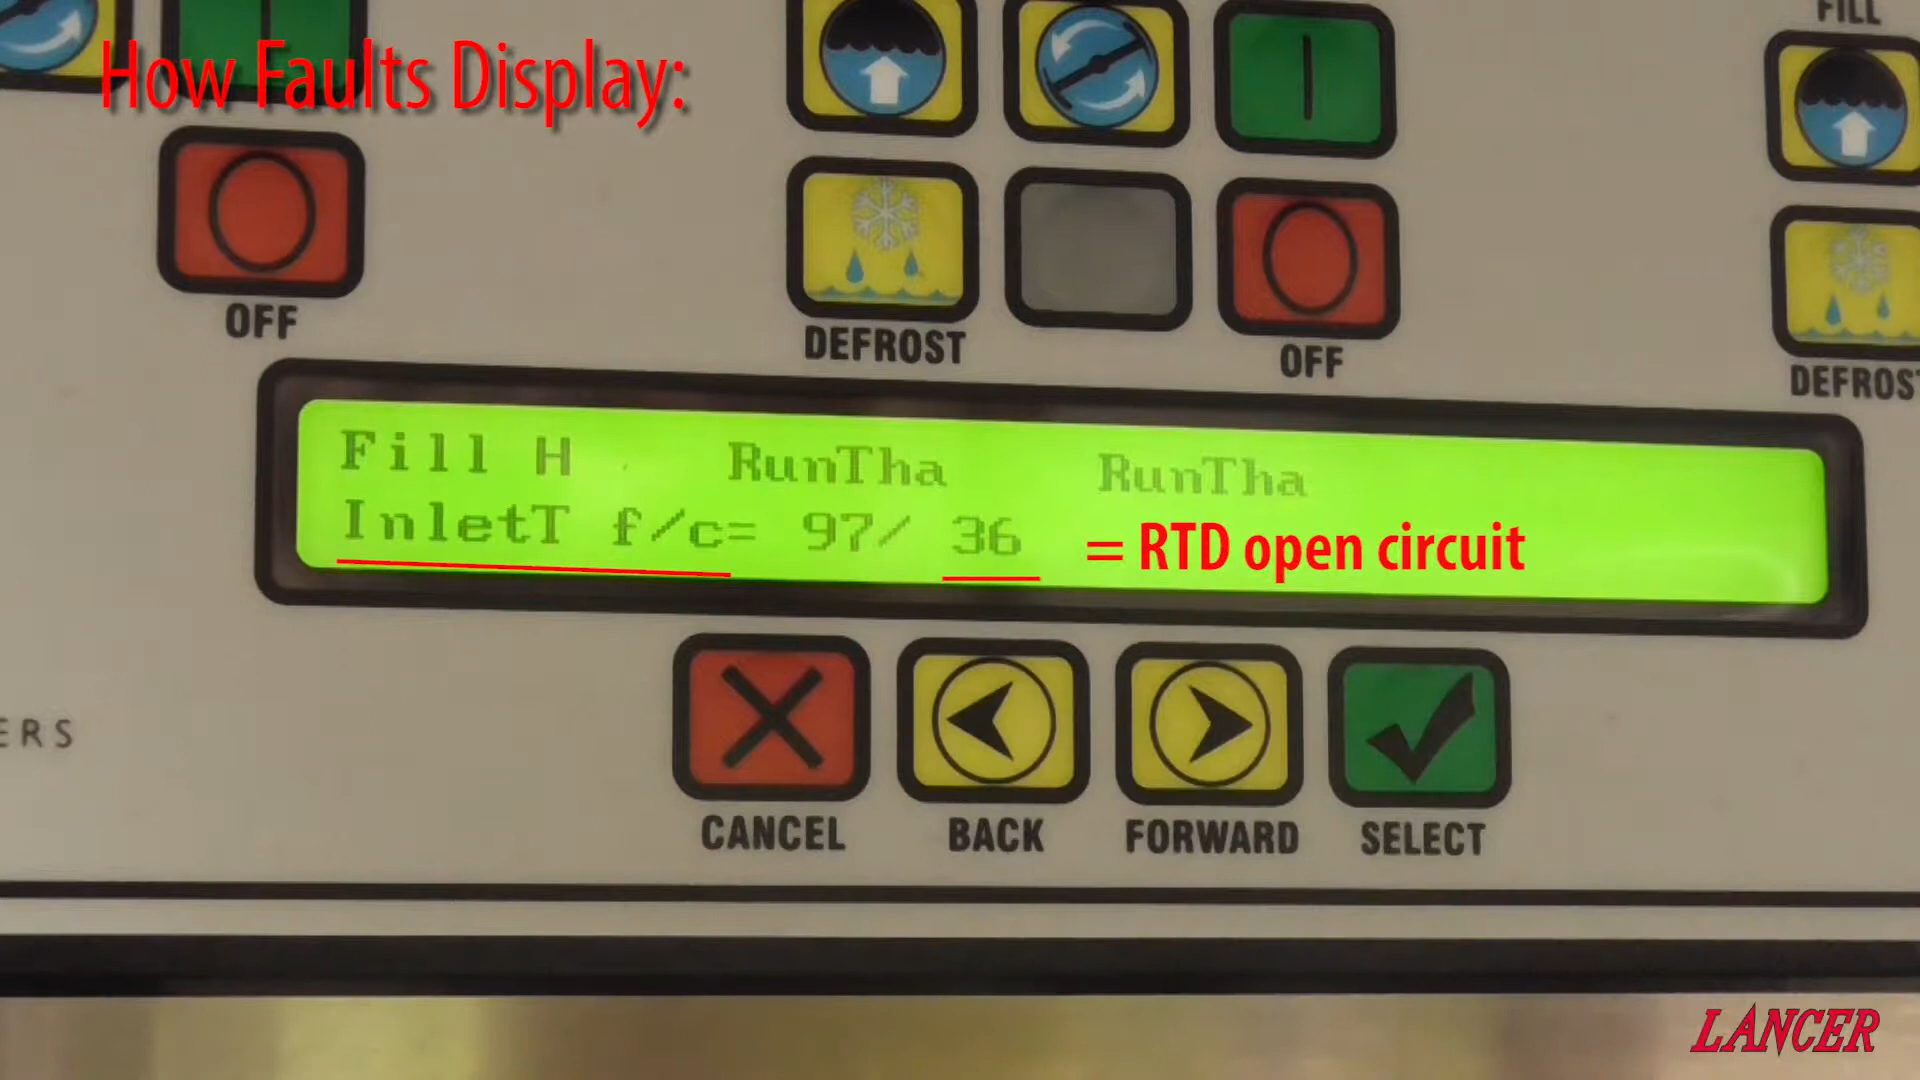 FILL
How Faults Display:
OFF
DEFROST
OFF
Fill H RunTha RunTha
InletT f/c= 97/ 36 = RTD open circuit
ERS
CANCEL
BACK
FORWARD
SELECT
LANCER